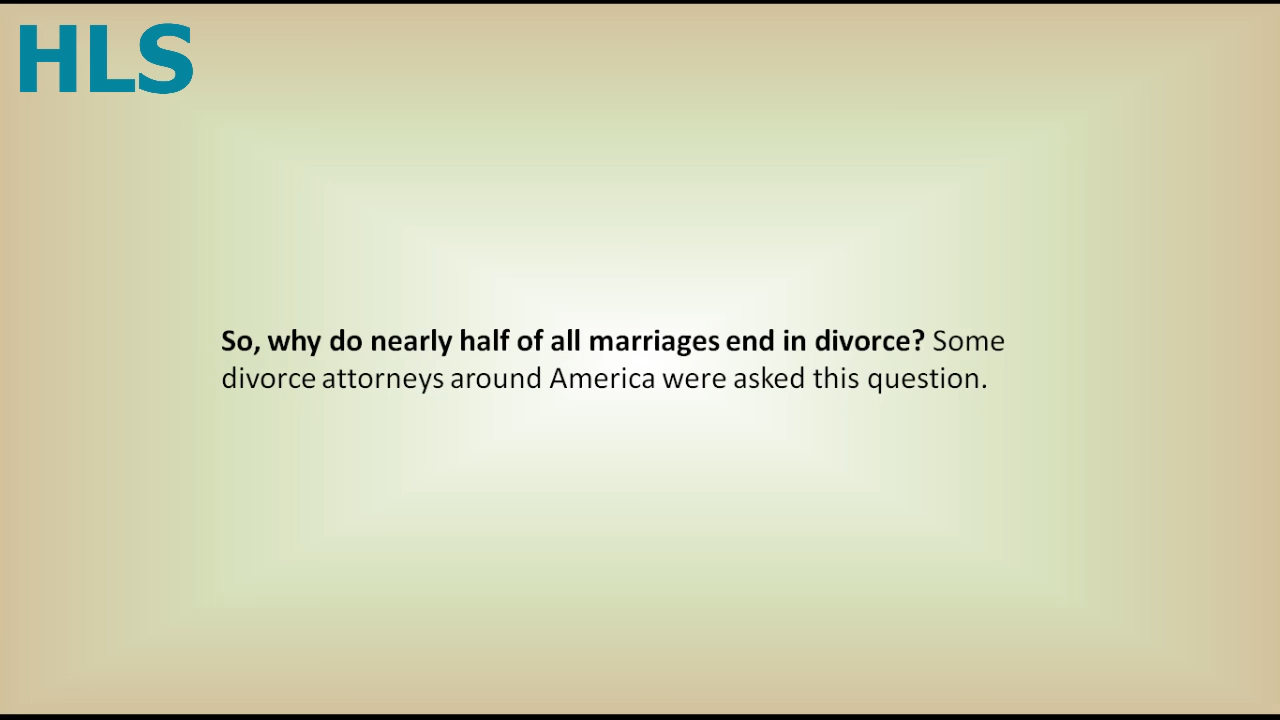 HLS
So, why do nearly half of all marriages end in divorce? Some
divorce attorneys around America were asked this question.